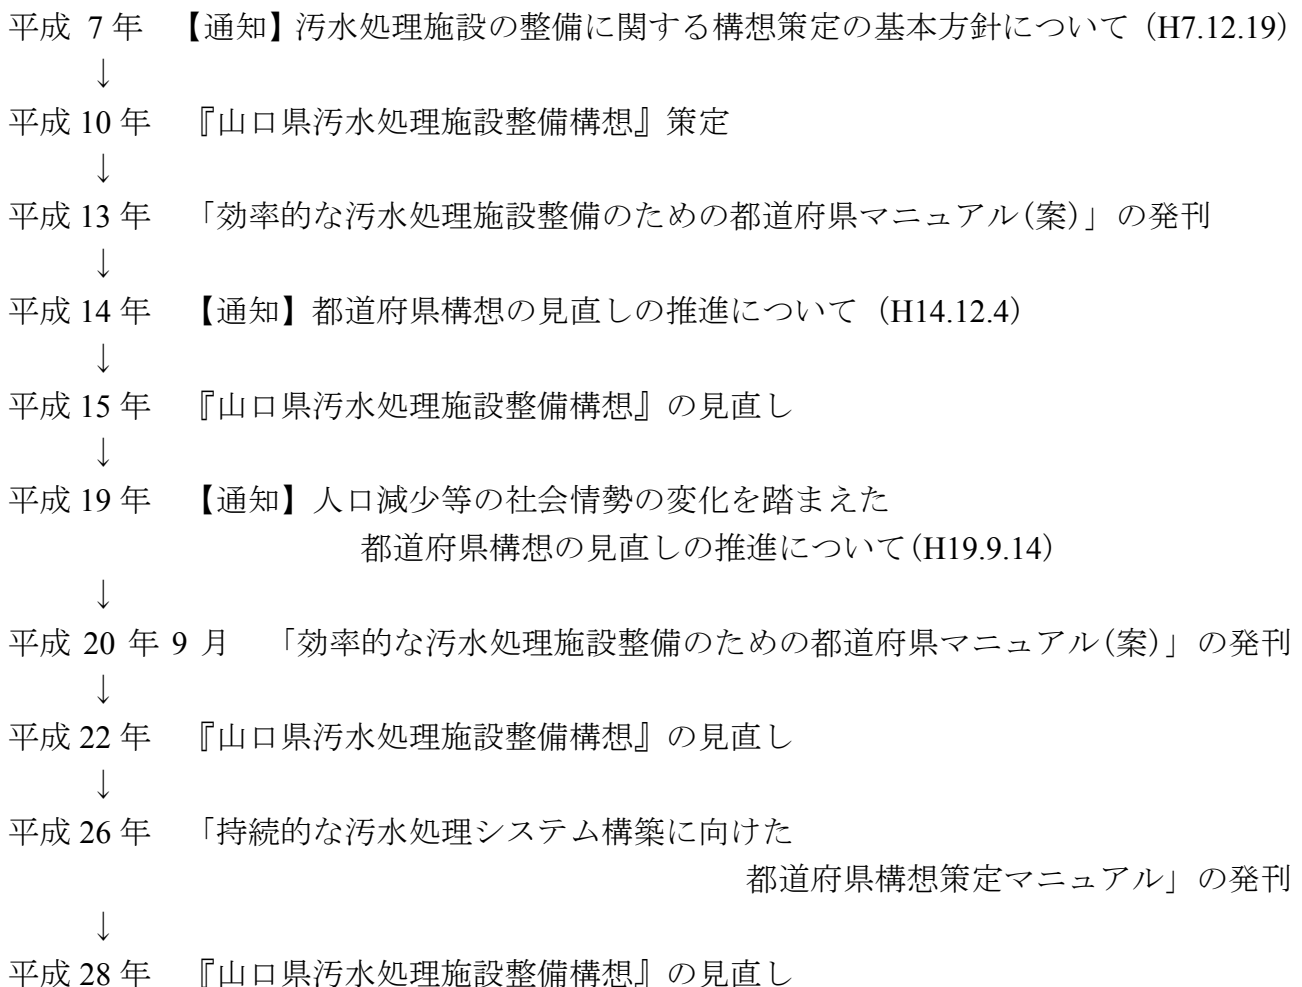 平成 7年 【通知】汚水処理施設の整備に関する構想策定の基本方針について（H7.12.19）
↓
平成 10 年 『山口県汚水処理施設整備構想』策定
↓
平成 13 年 「効率的な汚水処理施設整備のための都道府県マニュアル(案)」の発刊
↓
平成 14 年 【通知】都道府県構想の見直しの推進について（H14.12.4）
↓
平成 15 年 『山口県汚水処理施設整備構想』の見直し
↓
平成 19 年 【通知】人口減少等の社会情勢の変化を踏まえた
都道府県構想の見直しの推進について(H19.9.14)
↓
平成 20 年 9 月 「効率的な汚水処理施設整備のための都道府県マニュアル(案)」の発刊
↓
平成 22 年 『山口県汚水処理施設整備構想』の見直し
↓
平成 26 年 「持続的な汚水処理システム構築に向けた
都道府県構想策定マニュアル」の発刊
↓
平成 28 年 『山口県汚水処理施設整備構想』の見直し